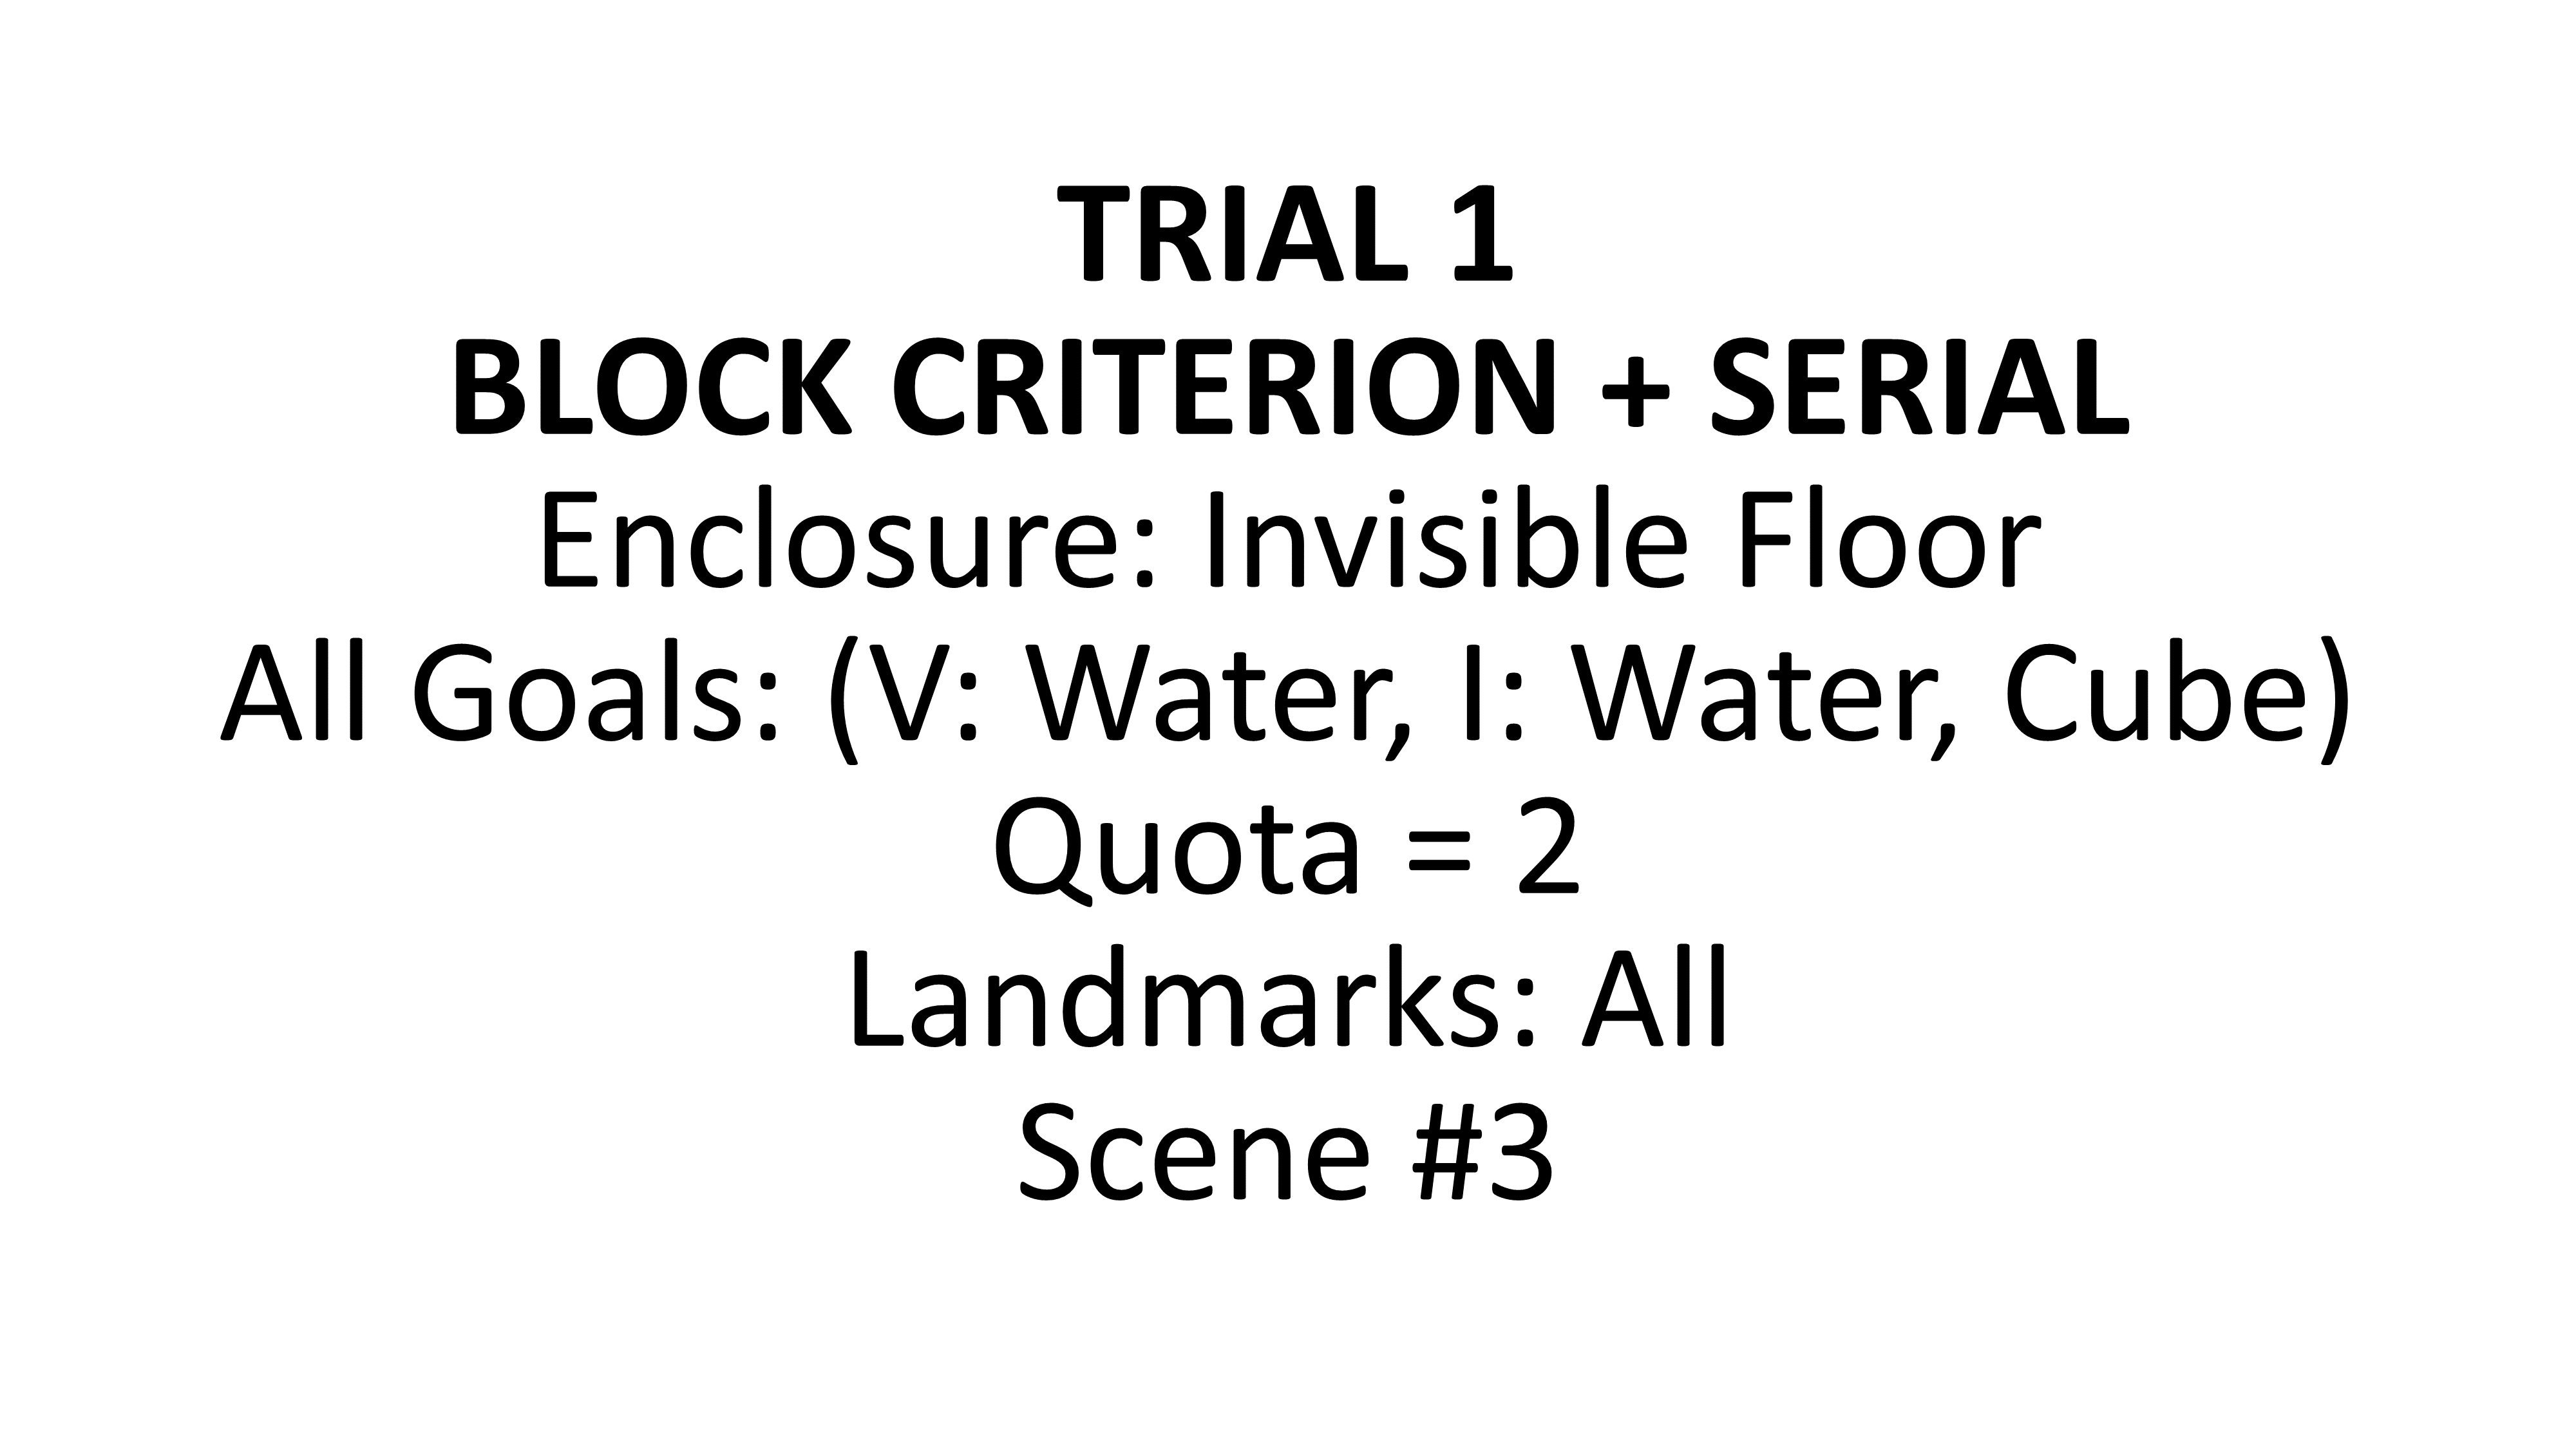 TRIAL 1
BLOCK CRITERION + SERIAL
Enclosure: Invisible Floor
All Goals: (V: Water, I: Water, Cube)
Quota = 2
Landmarks: All
Scene #3